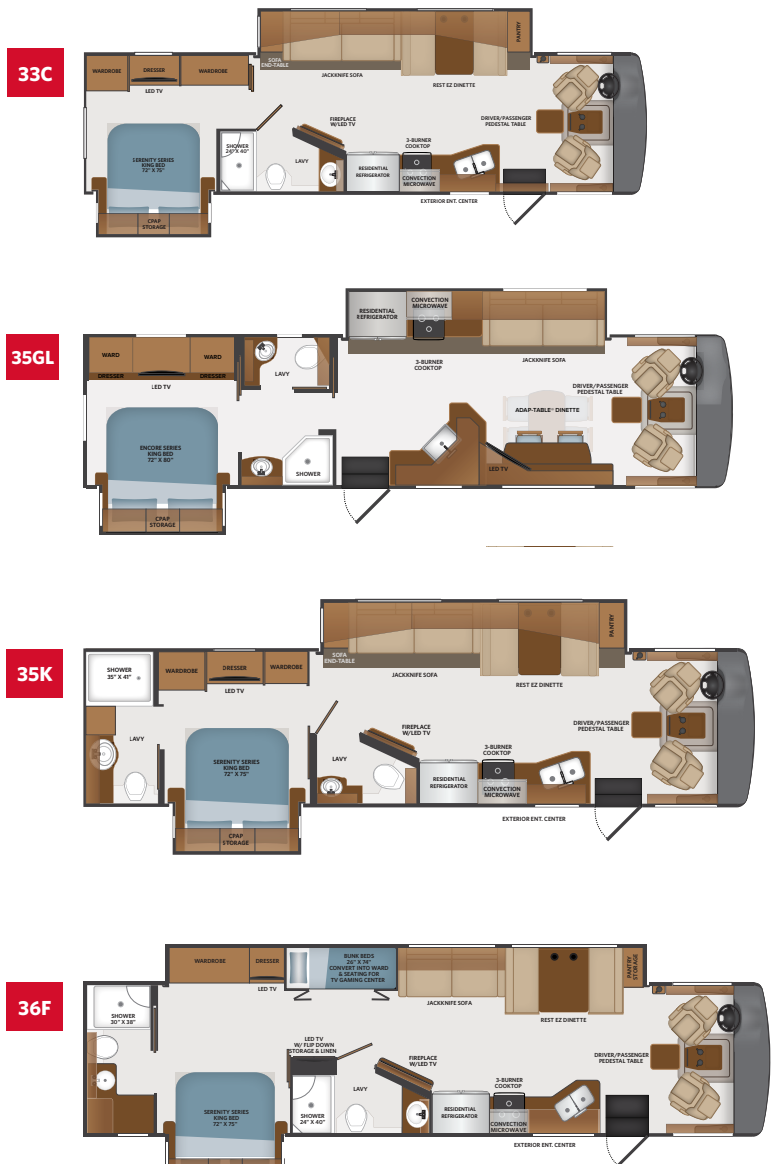 33C
WARDROBE
DRESSER
WARDROBE
LED TV
SOFA
END-TABLE
JACKKNIFE SOFA
REST EZ DINETTE
PANTRY
SERENITY SERIES
KING BED
72" X 75"
CPAP
STORAGE
SHOWER
24" X 40"
LAVY
FIREPLACE
W/LED TV
RESIDENTIAL
REFRIGERATOR
3-BURNER
COOKTOP
CONVECTION
MICROWAVE
DRIVER/PASSENGER
PEDESTAL TABLE
EXTERIOR ENT. CENTER
35GL
WARD
WARD
DRESSER
DRESSER
LED TV
LAVY
RESIDENTIAL
REFRIGERATOR
CONVECTION
MICROWAVE
3-BURNER
COOKTOP
JACKKNIFE SOFA
DRIVER/PASSENGER
PEDESTAL TABLE
ADAP-TABLE® DINETTE
ENCORE SERIES
KING BED
72" X 80"
CPAP
STORAGE
SHOWER
LED TV
35K
SHOWER
35" X 41"
WARDROBE
DRESSER
WARDROBE
LED TV
SOFA
END-TABLE
JACKKNIFE SOFA
REST EZ DINETTE
PANTRY
LAVY
SERENITY SERIES
KING BED
72" X 75"
CPAP
STORAGE
LAVY
FIREPLACE
W/LED TV
RESIDENTIAL
REFRIGERATOR
3-BURNER
COOKTOP
CONVECTION
MICROWAVE
DRIVER/PASSENGER
PEDESTAL TABLE
EXTERIOR ENT. CENTER
36F
WARDROBE
DRESSER
LED TV
BUNK BEDS
26" X 74"
CONVERT INTO WARD
& SEATING FOR
TV GAMING CENTER
JACKKNIFE SOFA
REST EZ DINETTE
PANTRY
STORAGE
SHOWER
30" X 38"
LED TV
W/ FLIP DOWN
STORAGE & LINEN
SERENITY SERIES
KING BED
72" X 75"
SHOWER
24" X 40"
LAVY
FIREPLACE
W/LED TV
RESIDENTIAL
REFRIGERATOR
3-BURNER
COOKTOP
CONVECTION
MICROWAVE
DRIVER/PASSENGER
PEDESTAL TABLE
EXTERIOR ENT. CENTER